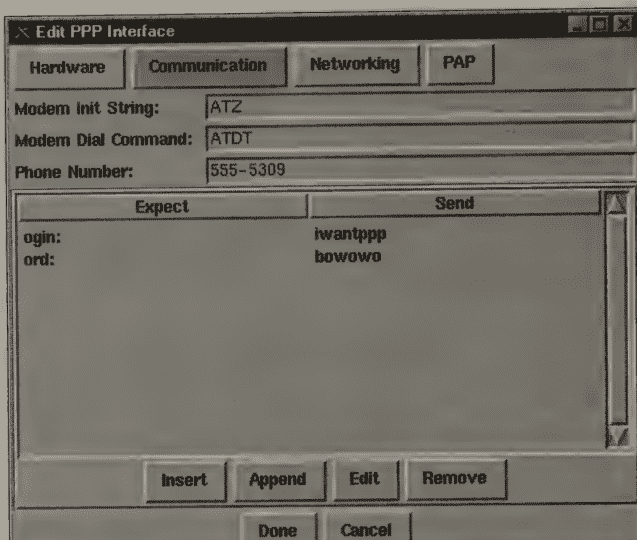 Edit PPP Interface
Hardware Communication Networking PAP
Modem Init String: ATZ
Modem Dial Command: ATDT
Phone Number: 555-5309
Expect Send
ogin: iwantppp
ord: bowowo
Insert Append Edit Remove
Done Cancel